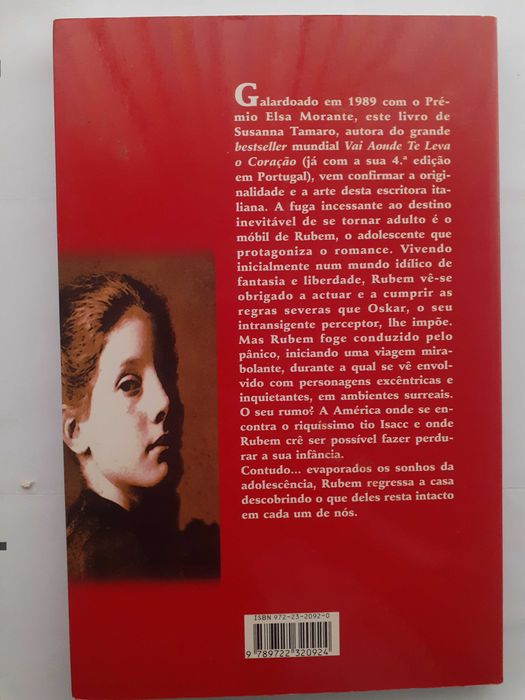 Galardoado em 1989 com o Pré-
mio Elsa Morante, este livro de
Susanna Tamaro, autora do grande
bestseller mundial Vai Aonde Te Leva
o Coração (já com a sua 4.ª edição
em Portugal), vem confirmar a origi-
nalidade e a arte desta escritora ita-
liana. A fuga incessante ao destino
inevitável de se tornar adulto é o
móbil de Rubem, o adolescente que
protagoniza o romance. Vivendo
inicialmente num mundo idílico de
fantasia e liberdade, Rubem vê-se
obrigado a actuar e a cumprir as
regras severas que Oskar, o seu
intransigente perceptor, lhe impõe.
Mas Rubem foge conduzido pelo
pânico, iniciando uma viagem mira-
bolante, durante a qual se vê envol-
vido com personagens excêntricas e
inquietantes, em ambientes surreais.
O seu rumo? A América onde se en-
contra o riquíssimo tio Isacc e onde
Rubem crê ser possível fazer perdu-
rar a sua infância.
Contudo... evaporados os sonhos da
adolescência, Rubem regressa a casa
descobrindo o que deles resta intacto
em cada um de nós.
ISBN 972-23-2092-0
9 789722 320924